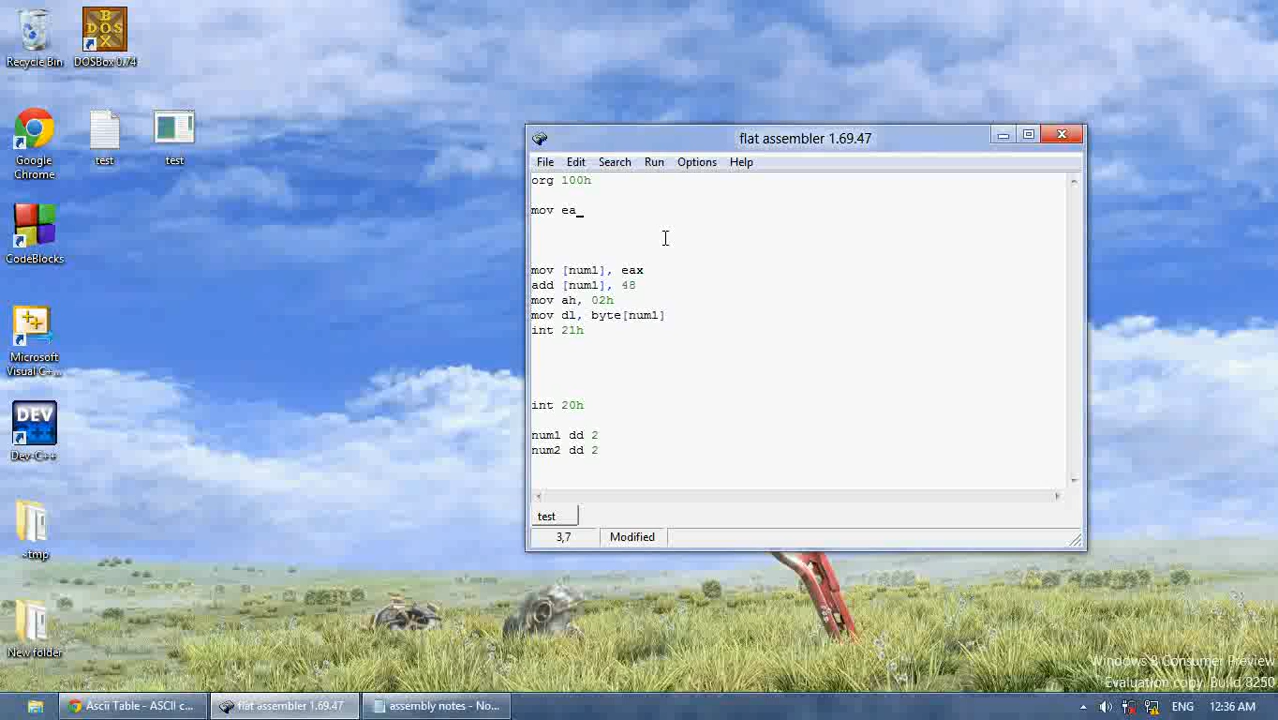 Recycle Bin
DOSBox 0.74
BOX
DOS
Google
Chrome
test
test
CodeBlocks
Microsoft
Visual C+...
DEV
Dev-C++
~tmp
New folder
flat assembler 1.69.47
File Edit Search Run Options Help
org 100h
mov ea_
mov [num1], eax
add [num1], 48
mov ah, 02h
mov dl, byte[num1]
int 21h
int 20h
num1 dd 2
num2 dd 2
test
3,7 Modified
Windows 8 Consumer Preview
Evaluation copy. Build 8250
Ascii Table - ASCII c... flat assembler 1.69.47 assembly notes - No... ENG 12:36 AM